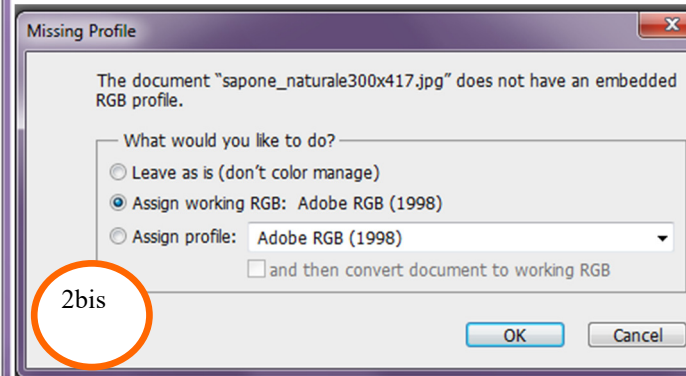 Missing Profile
The document “sapone_naturale300x417.jpg” does not have an embedded
RGB profile.
What would you like to do?
Leave as is (don’t color manage)
Assign working RGB: Adobe RGB (1998)
Assign profile: Adobe RGB (1998)
and then convert document to working RGB
2bis
OK Cancel